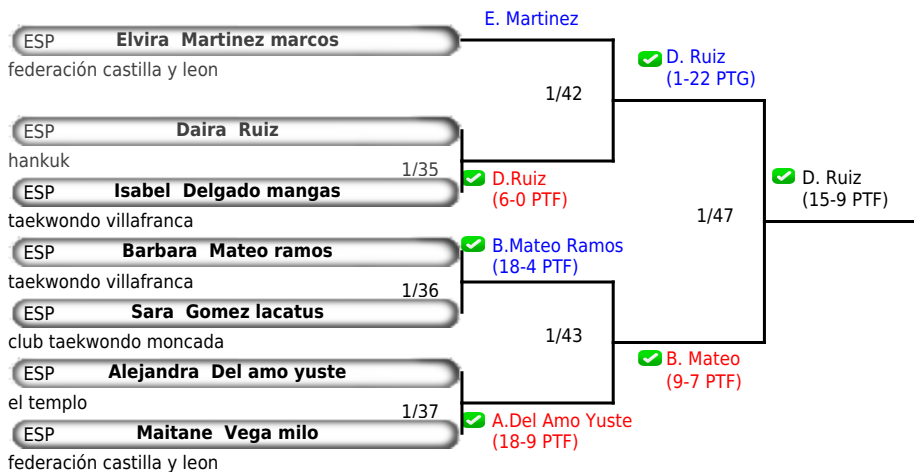 E. Martinez
ESP Elvira Martinez marcos
federación castilla y leon
D. Ruiz
(1-22 PTG)
1/42
ESP Daira Ruiz
hankuk
1/35
D.Ruiz
(6-0 PTF)
ESP Isabel Delgado mangas
taekwondo villafranca
D. Ruiz
(15-9 PTF)
1/47
ESP Barbara Mateo ramos
taekwondo villafranca
B.Mateo Ramos
(18-4 PTF)
1/36
ESP Sara Gomez lacatus
club taekwondo moncada
1/43
B. Mateo
(9-7 PTF)
ESP Alejandra Del amo yuste
el templo
1/37
A.Del Amo Yuste
(18-9 PTF)
ESP Maitane Vega milo
federación castilla y leon